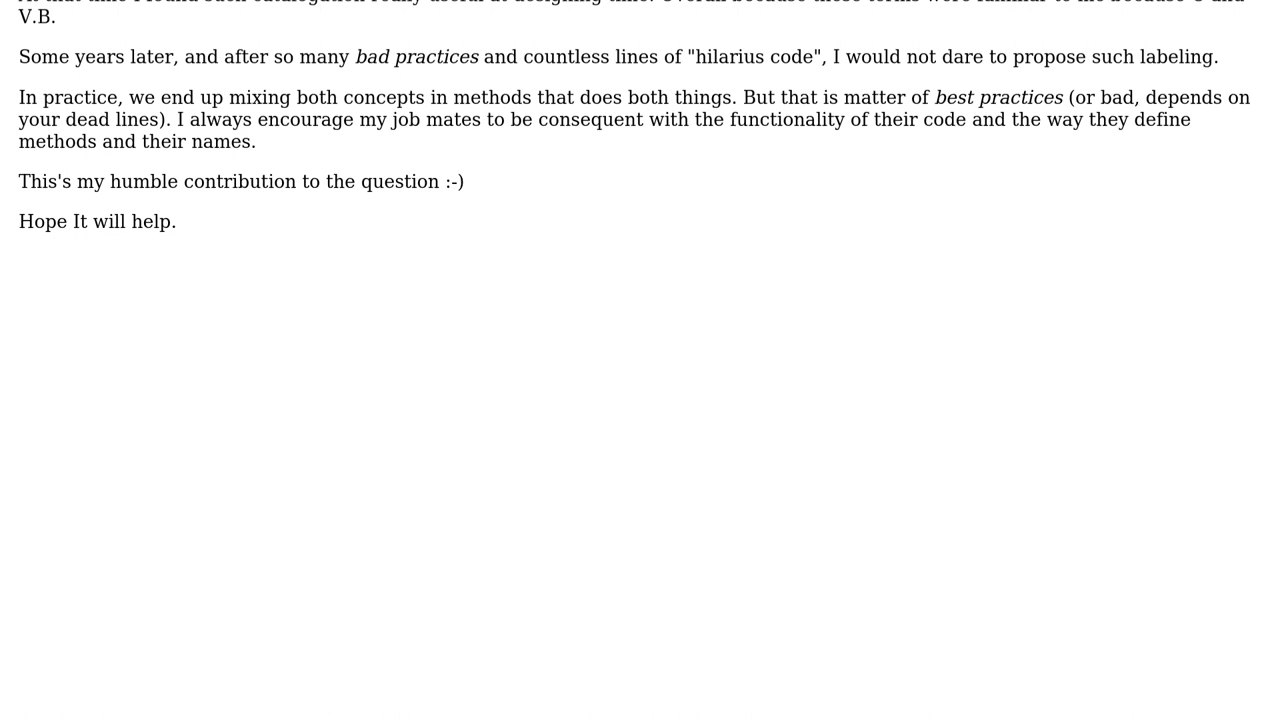 V.B.
Some years later, and after so many bad practices and countless lines of "hilarius code", I would not dare to propose such labeling.
In practice, we end up mixing both concepts in methods that does both things. But that is matter of best practices (or bad, depends on
your dead lines). I always encourage my job mates to be consequent with the functionality of their code and the way they define
methods and their names.
This's my humble contribution to the question :-)
Hope It will help.